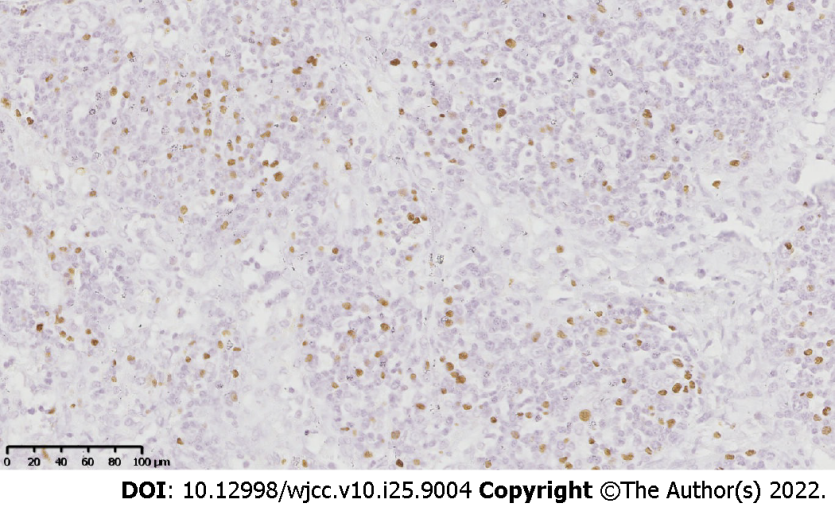 0 20 40 60 80 100 μm
DOI: 10.12998/wjcc.v10.i25.9004 Copyright ©The Author(s) 2022.